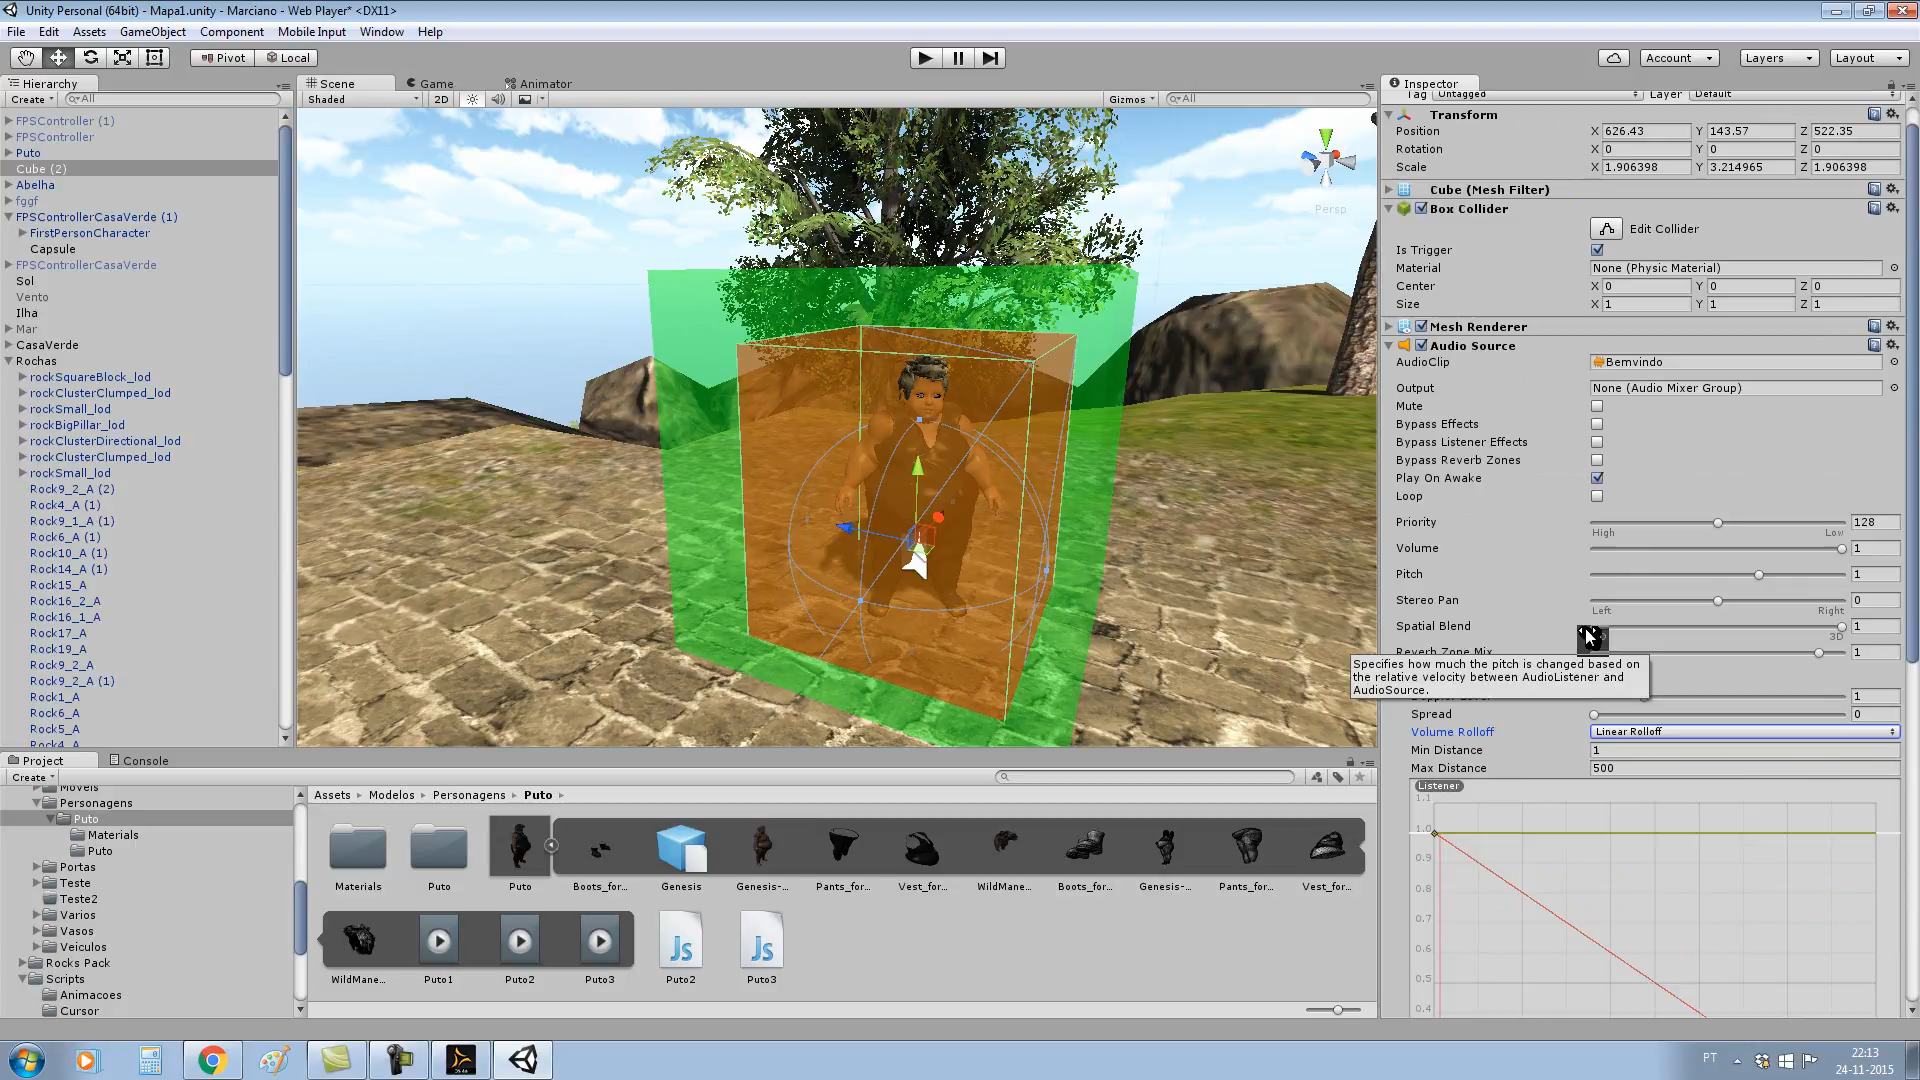 Unity Personal (64bit) - Mapa1.unity - Marciano - Web Player* <DX11>
File Edit Assets GameObject Component Mobile Input Window Help
Pivot Local Account Layers Layout
Hierarchy
Create All
FPSController (1)
FPSController
Puto
Cube (2)
Abelha
fggf
FPSControllerCasaVerde (1)
FirstPersonCharacter
Capsule
FPSControllerCasaVerde
Sol
Vento
Ilha
Mar
CasaVerde
Rochas
rockSquareBlock_lod
rockClusterClumped_lod
rockSmall_lod
rockBigPillar_lod
rockClusterDirectional_lod
rockClusterClumped_lod
rockSmall_lod
Rock9_2_A (2)
Rock4_A (1)
Rock9_1_A (1)
Rock6_A (1)
Rock10_A (1)
Rock14_A (1)
Rock15_A
Rock16_2_A
Rock16_1_A
Rock17_A
Rock19_A
Rock9_2_A
Rock9_2_A (1)
Rock1_A
Rock6_A
Rock5_A
Rock4_A
Scene Game Animator
Shaded 2D Gizmos All
Persp
Inspector
Tag Untagged Layer Default
Transform
Position X 626.43 Y 143.57 Z 522.35
Rotation X 0 Y 0 Z 0
Scale X 1.906398 Y 3.214965 Z 1.906398
Cube (Mesh Filter)
Box Collider
Edit Collider
Is Trigger
Material None (Physic Material)
Center X 0 Y 0 Z 0
Size X 1 Y 1 Z 1
Mesh Renderer
Audio Source
AudioClip Bemvindo
Output None (Audio Mixer Group)
Mute
Bypass Effects
Bypass Listener Effects
Bypass Reverb Zones
Play On Awake
Loop
Priority 128
High Low
Volume 1
Pitch 1
Stereo Pan 0
Left Right
Spatial Blend 1
3D
Reverb Zone Mix 1
Specifies how much the pitch is changed based on
the relative velocity between AudioListener and
AudioSource.
1
Spread 0
Volume Rolloff Linear Rolloff
Min Distance 1
Max Distance 500
Listener
1.1
1.0
0.9
0.8
0.7
0.6
0.5
0.4
Project Console
Create
Moveis
Personagens
Puto
Materials
Puto
Portas
Teste
Teste2
Varios
Vasos
Veiculos
Rocks Pack
Scripts
Animacoes
Cursor
Assets Modelos Personagens Puto
Materials Puto Puto Boots_for... Genesis Genesis-... Pants_for... Vest_for... WildMane... Boots_for... Genesis-... Pants_for... Vest_for...
Js Js
WildMane... Puto1 Puto2 Puto3 Puto2 Puto3
PT 22:13
24-11-2015